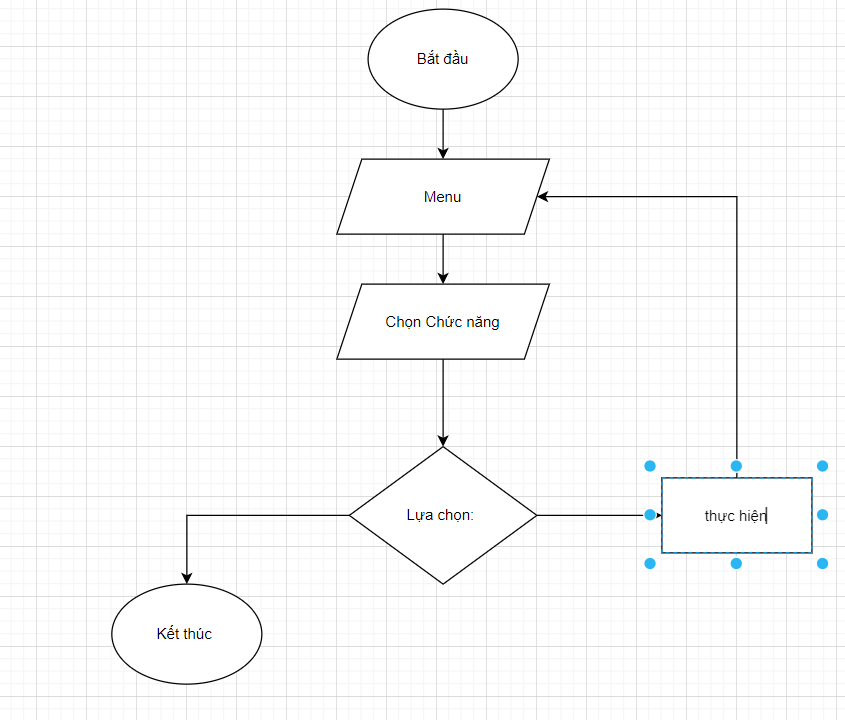 Bắt đầu
Menu
Chọn Chức năng
Lựa chọn:
thực hiện
Kết thúc